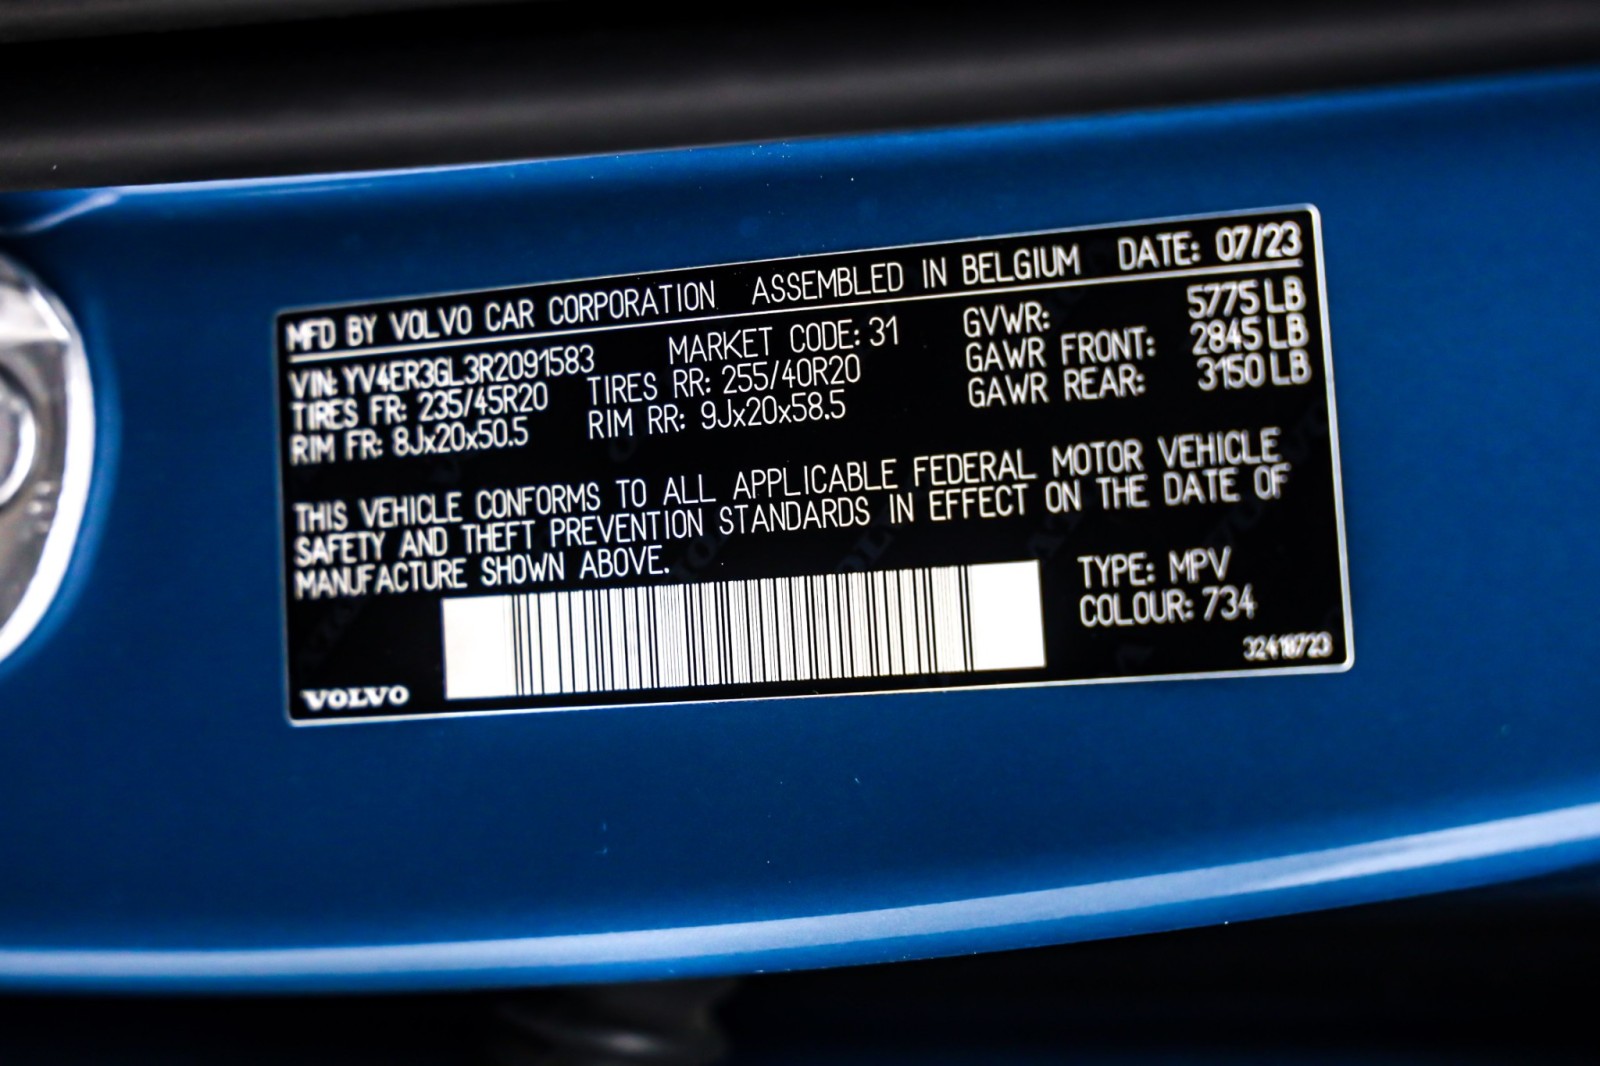 MFD BY VOLVO CAR CORPORATION ASSEMBLED IN BELGIUM DATE: 07/23
VIN: YV4ER3GL3R2091583 MARKET CODE: 31 GVWR: 5775 LB
TIRES FR: 235/45R20 TIRES RR: 255/40R20 GAWR FRONT: 2845 LB
RIM FR: 8Jx20x50.5 RIM RR: 9Jx20x58.5 GAWR REAR: 3150 LB
THIS VEHICLE CONFORMS TO ALL APPLICABLE FEDERAL MOTOR VEHICLE
SAFETY AND THEFT PREVENTION STANDARDS IN EFFECT ON THE DATE OF
MANUFACTURE SHOWN ABOVE.
TYPE: MPV
COLOUR: 734
32418723
VOLVO